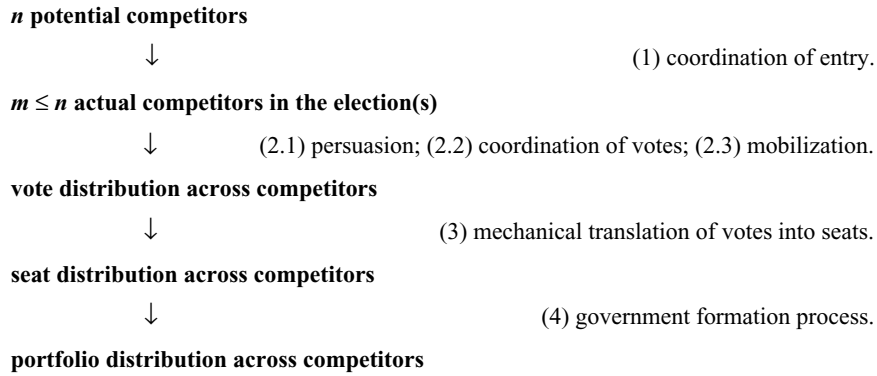 n potential competitors
↓ (1) coordination of entry.
m ≤ n actual competitors in the election(s)
↓ (2.1) persuasion; (2.2) coordination of votes; (2.3) mobilization.
vote distribution across competitors
↓ (3) mechanical translation of votes into seats.
seat distribution across competitors
↓ (4) government formation process.
portfolio distribution across competitors